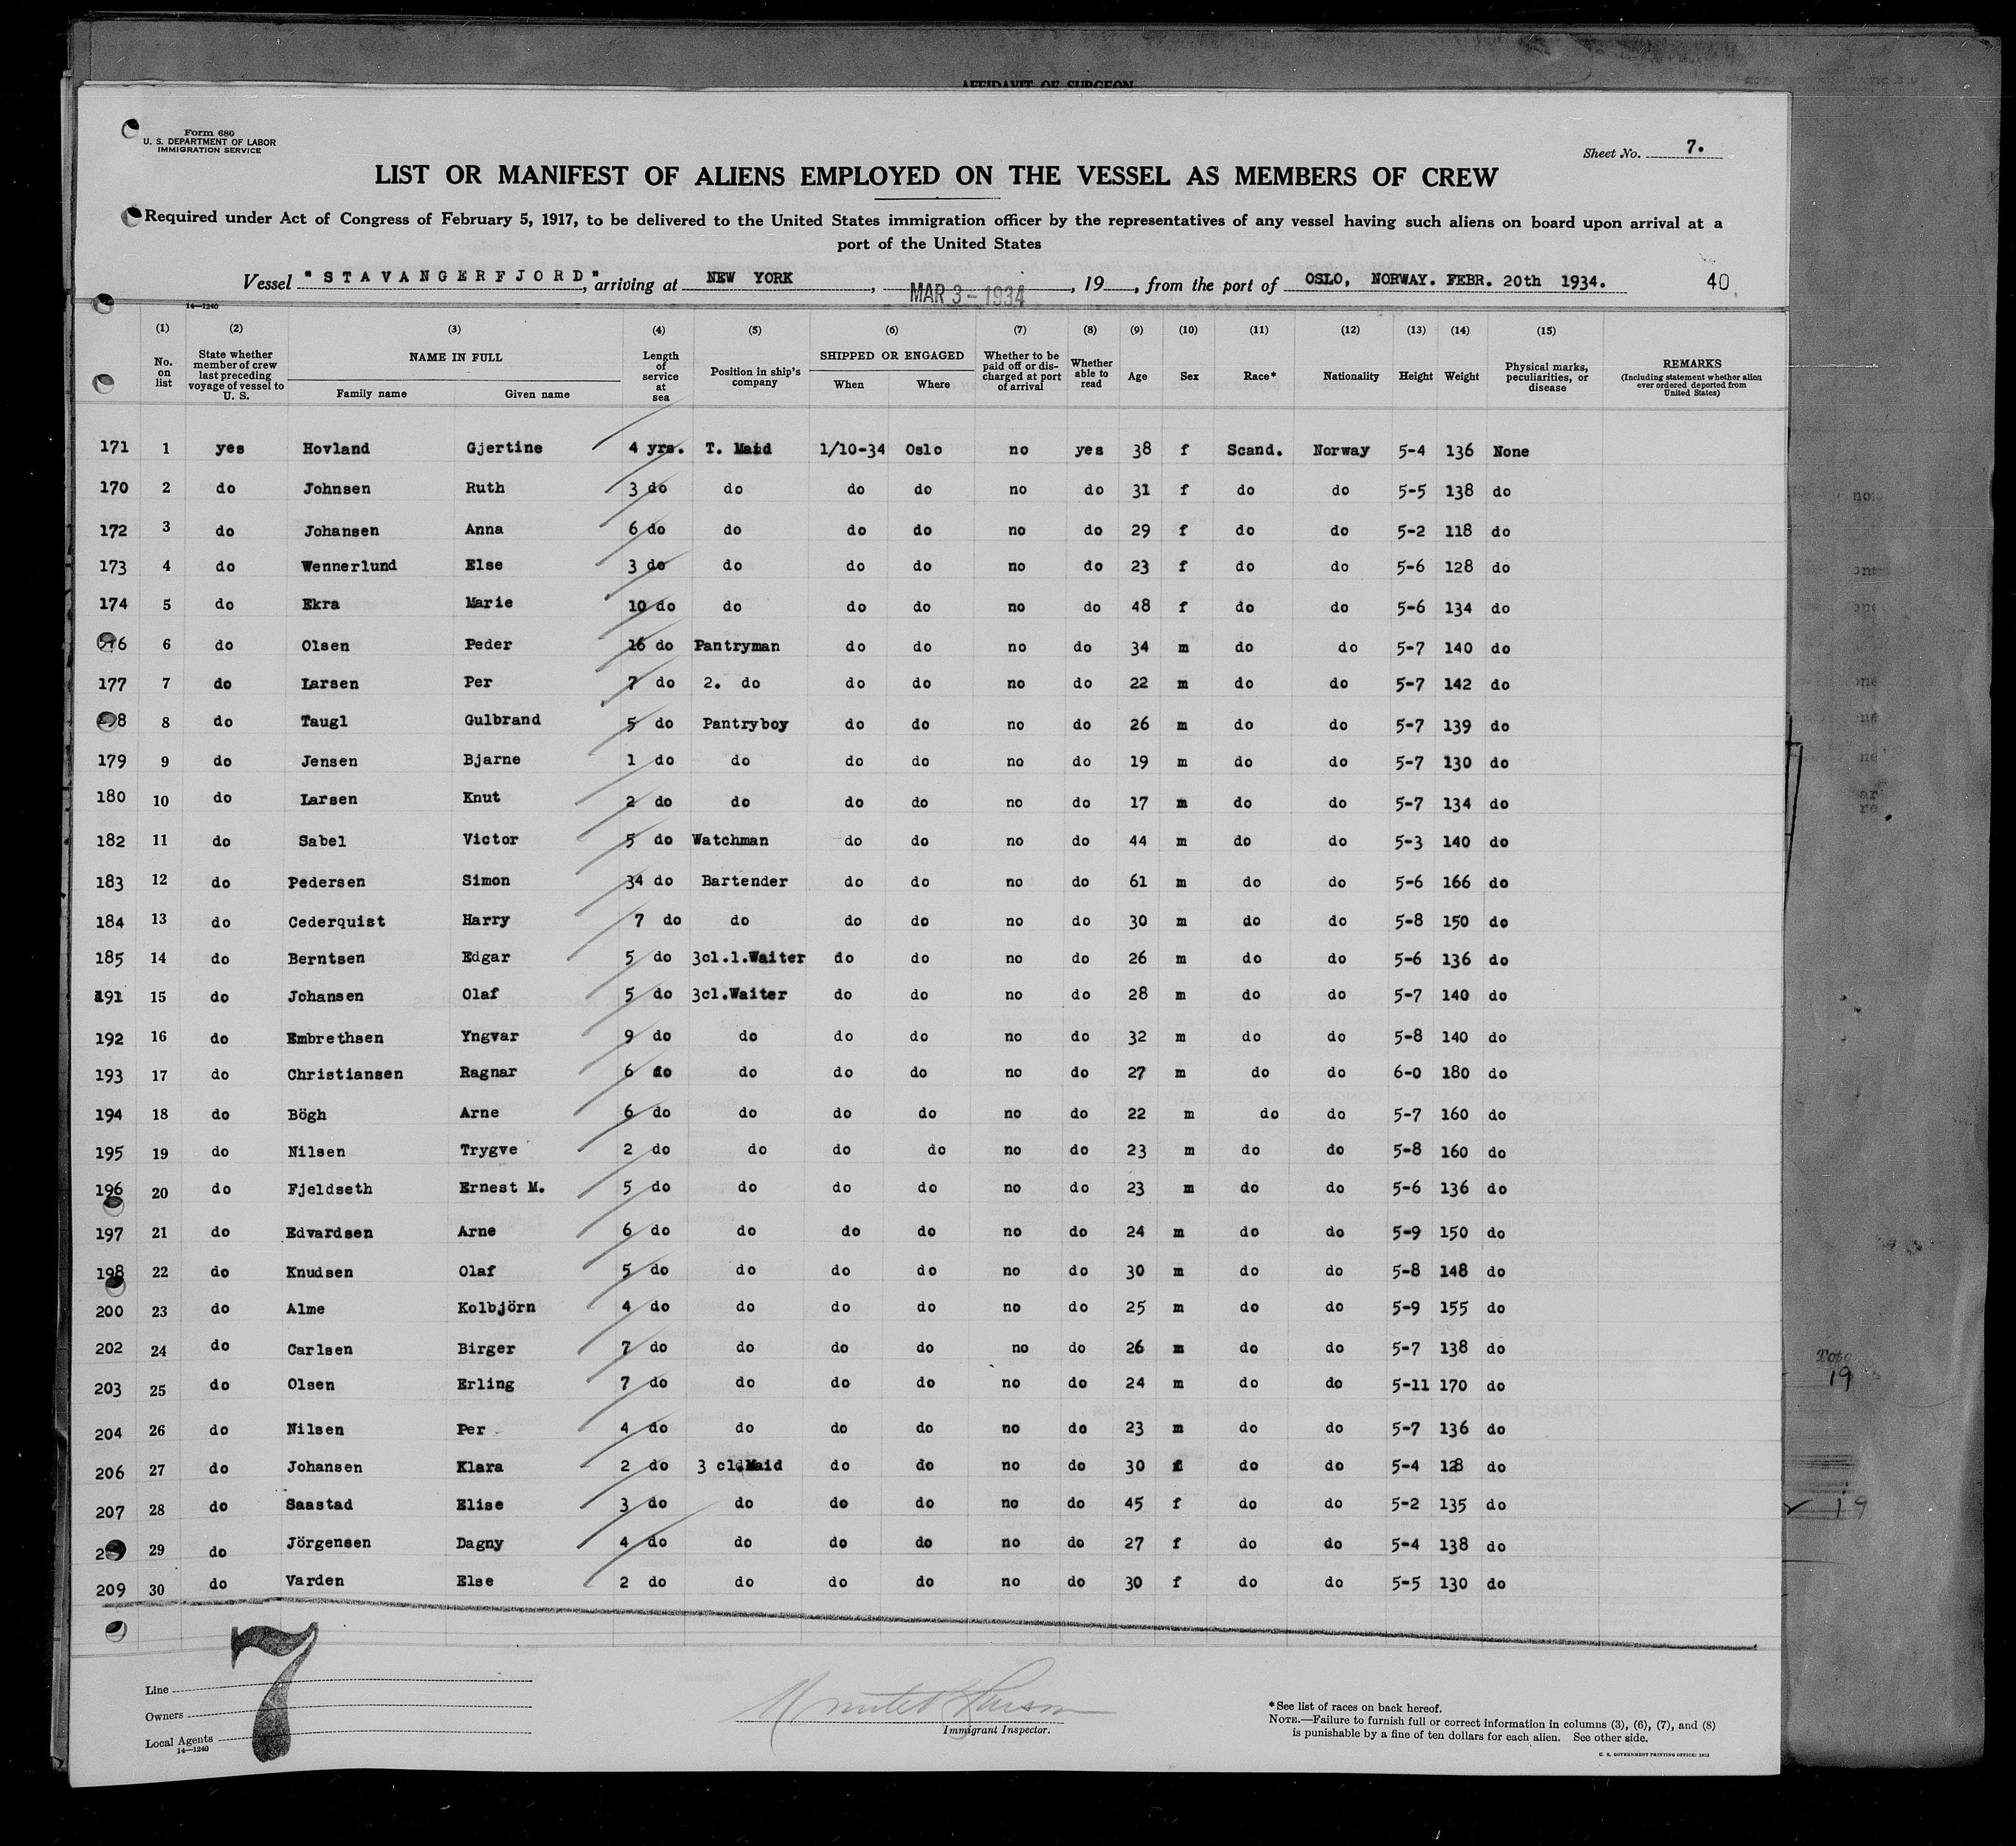 AFFIDAVIT OF SURGEON
Form 680
U. S. DEPARTMENT OF LABOR
IMMIGRATION SERVICE
Sheet No. 7.
LIST OR MANIFEST OF ALIENS EMPLOYED ON THE VESSEL AS MEMBERS OF CREW
Required under Act of Congress of February 5, 1917, to be delivered to the United States immigration officer by the representatives of any vessel having such aliens on board upon arrival at a
port of the United States
Vessel "STAVANGERFJORD", arriving at NEW YORK, MAR 3-1934, 19, from the port of OSLO, NORWAY. FEBR. 20th 1934. 40
14—1240
(1) (2) (3) (4) (5) (6) (7) (8) (9) (10) (11) (12) (13) (14) (15)
No. on list
State whether member of crew last preceding voyage of vessel to U. S.
NAME IN FULL
Family name Given name
Length of service at sea
Position in ship's company
SHIPPED OR ENGAGED
When Where
Whether to be paid off or discharged at port of arrival
Whether able to read
Age Sex Race* Nationality Height Weight
Physical marks, peculiarities, or disease
REMARKS
(Including statement whether alien ever ordered deported from United States)
171 1 yes Hovland Gjertine 4 yrs. T. Maid 1/10-34 Oslo no yes 38 f Scand. Norway 5-4 136 None
170 2 do Johnsen Ruth 3 do do do do no do 31 f do do 5-5 138 do
172 3 do Johansen Anna 6 do do do do no do 29 f do do 5-2 118 do
173 4 do Wennerlund Else 3 do do do do no do 23 f do do 5-6 128 do
174 5 do Ekra Marie 10 do do do do no do 48 f do do 5-6 134 do
6 do Olsen Peder 16 do Pantryman do do no do 34 m do do 5-7 140 do
177 7 do Larsen Per 7 do 2. do do do no do 22 m do do 5-7 142 do
8 do Taugl Gulbrand 5 do Pantryboy do do no do 26 m do do 5-7 139 do
179 9 do Jensen Bjarne 1 do do do do no do 19 m do do 5-7 130 do
180 10 do Larsen Knut 2 do do do do no do 17 m do do 5-7 134 do
182 11 do Sabel Victor 5 do Watchman do do no do 44 m do do 5-3 140 do
183 12 do Pedersen Simon 34 do Bartender do do no do 61 m do do 5-6 166 do
184 13 do Cederquist Harry 7 do do do do no do 30 m do do 5-8 150 do
185 14 do Berntsen Edgar 5 do 3cl.1.Waiter do do no do 26 m do do 5-6 136 do
191 15 do Johansen Olaf 5 do 3cl.Waiter do do no do 28 m do do 5-7 140 do
192 16 do Embrethsen Yngvar 9 do do do do no do 32 m do do 5-8 140 do
193 17 do Christiansen Ragnar 6 do do do do no do 27 m do do 6-0 180 do
194 18 do Bögh Arne 6 do do do do no do 22 m do do 5-7 160 do
195 19 do Nilsen Trygve 2 do do do do no do 23 m do do 5-8 160 do
196 20 do Fjeldseth Ernest M. 5 do do do do no do 23 m do do 5-6 136 do
197 21 do Edvardsen Arne 6 do do do do no do 24 m do do 5-9 150 do
198 22 do Knudsen Olaf 5 do do do do no do 30 m do do 5-8 148 do
200 23 do Alme Kolbjörn 4 do do do do no do 25 m do do 5-9 155 do
202 24 do Carlsen Birger 7 do do do do no do 26 m do do 5-7 138 do
203 25 do Olsen Erling 7 do do do do no do 24 m do do 5-11 170 do
204 26 do Nilsen Per 4 do do do do no do 23 m do do 5-7 136 do
206 27 do Johansen Klara 2 do 3 cl.Maid do do no do 30 f do do 5-4 128 do
207 28 do Saastad Elise 3 do do do do no do 45 f do do 5-2 135 do
29 do Jörgensen Dagny 4 do do do do no do 27 f do do 5-4 138 do
209 30 do Varden Else 2 do do do do no do 30 f do do 5-5 130 do
7
Line
Owners
Local Agents
14—1240
Immigrant Inspector.
*See list of races on back hereof.
NOTE.—Failure to furnish full or correct information in columns (3), (6), (7), and (8)
is punishable by a fine of ten dollars for each alien. See other side.
19
19